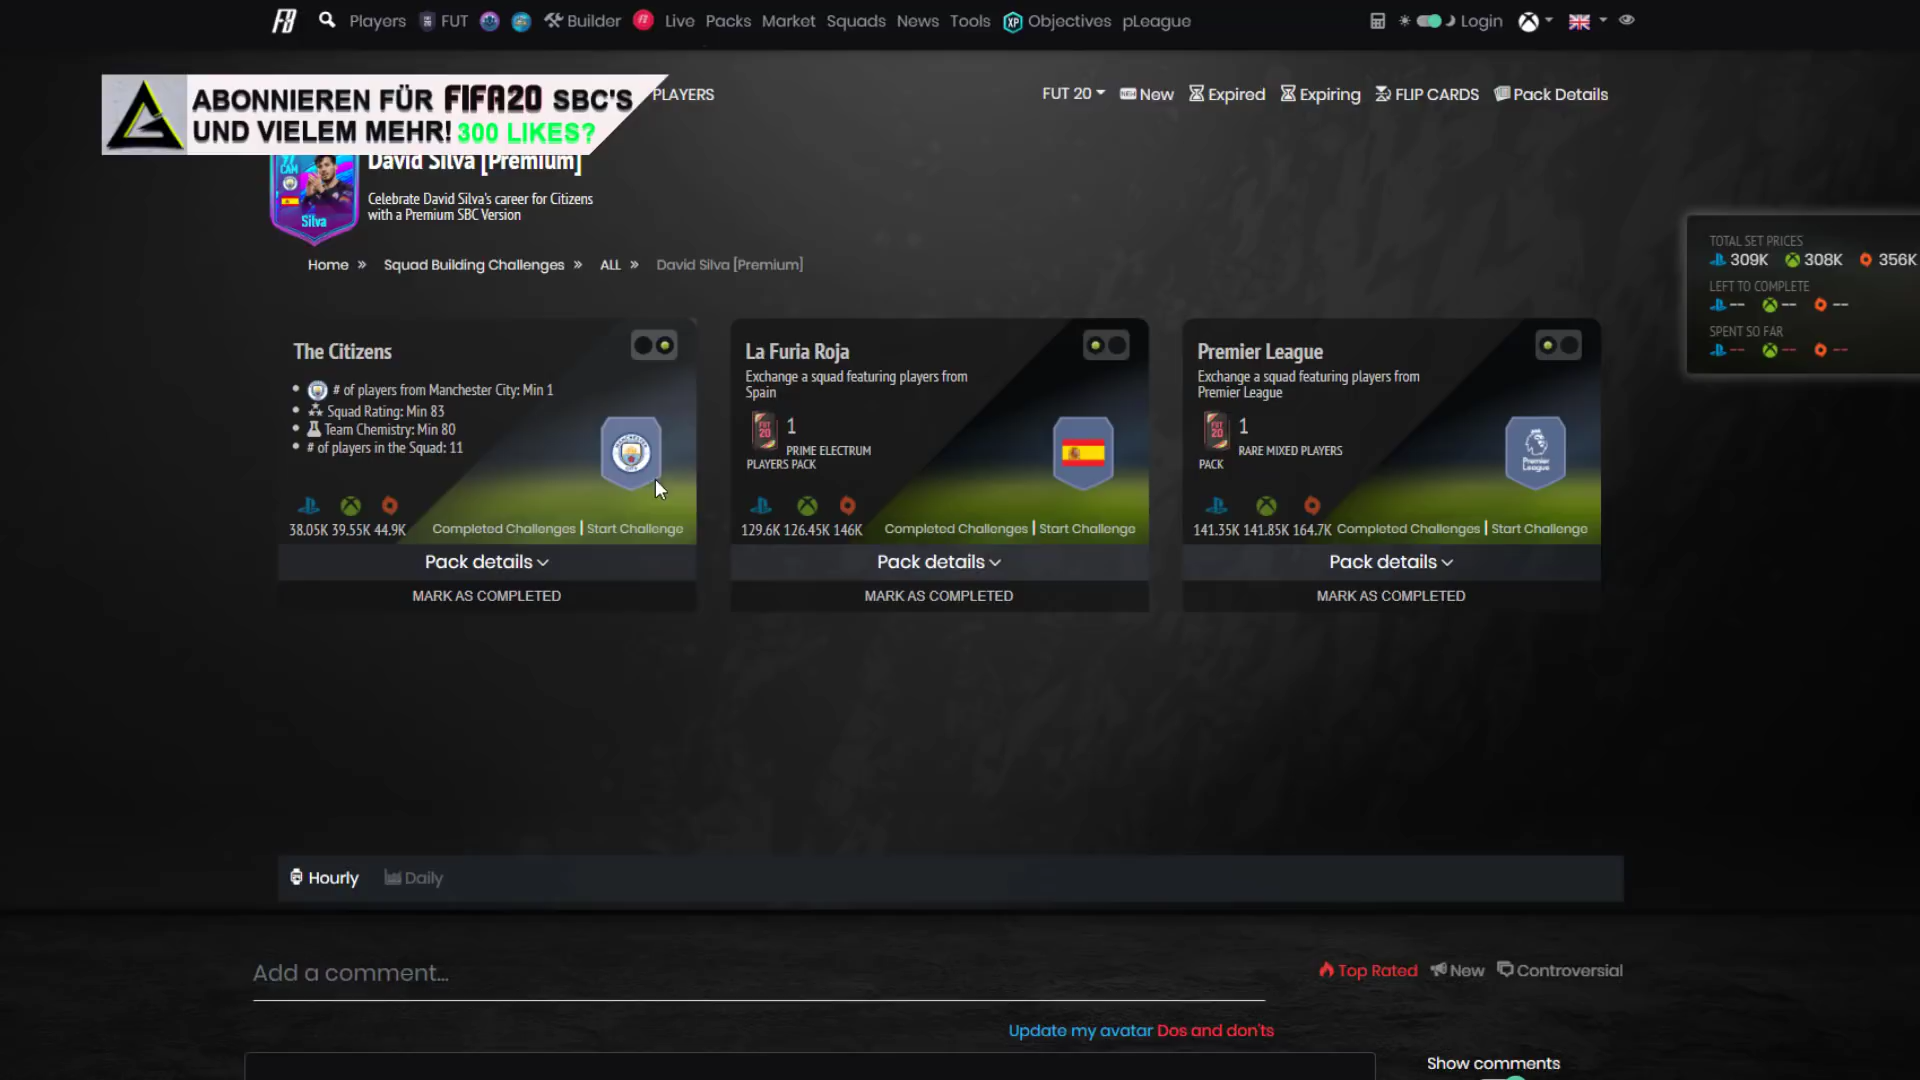 Players FUT Builder Live Packs Market Squads News Tools XP Objectives pLeague Login
ABONNIEREN FÜR FIFA20 SBC'S
UND VIELEM MEHR! 300 LIKES?
PLAYERS
FUT 20 New Expired Expiring FLIP CARDS Pack Details
CAM
Silva
David Silva [Premium]
Celebrate David Silva's career for Citizens
with a Premium SBC Version
Home » Squad Building Challenges » ALL » David Silva [Premium]
TOTAL SET PRICES
309K 308K 356K
LEFT TO COMPLETE
-- -- --
SPENT SO FAR
-- -- --
The Citizens
# of players from Manchester City: Min 1
Squad Rating: Min 83
Team Chemistry: Min 80
# of players in the Squad: 11
38.05K 39.55K 44.9K
Completed Challenges | Start Challenge
Pack details
MARK AS COMPLETED
La Furia Roja
Exchange a squad featuring players from
Spain
1
PRIME ELECTRUM
PLAYERS PACK
129.6K 126.45K 146K
Completed Challenges | Start Challenge
Pack details
MARK AS COMPLETED
Premier League
Exchange a squad featuring players from
Premier League
1
RARE MIXED PLAYERS
PACK
Premier
League
141.35K 141.85K 164.7K
Completed Challenges | Start Challenge
Pack details
MARK AS COMPLETED
Hourly Daily
Add a comment...
Top Rated New Controversial
Update my avatar Dos and don'ts
Show comments